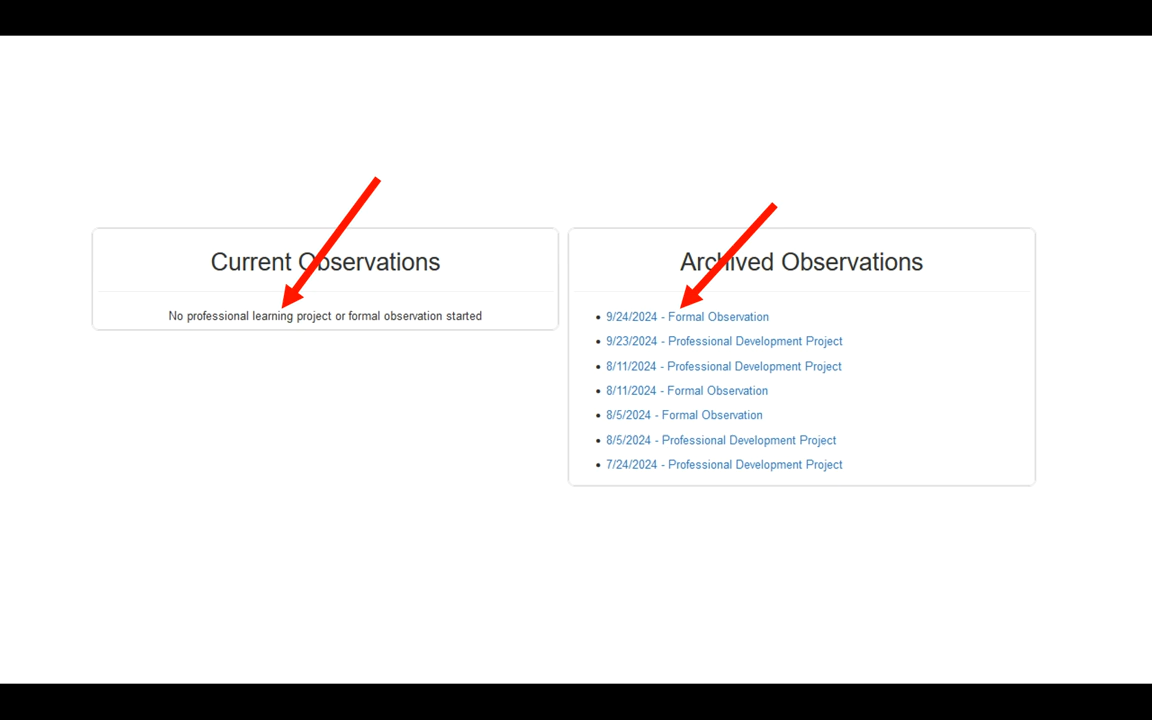 Current Observations
No professional learning project or formal observation started
Archived Observations
9/24/2024 - Formal Observation
9/23/2024 - Professional Development Project
8/11/2024 - Professional Development Project
8/11/2024 - Formal Observation
8/5/2024 - Formal Observation
8/5/2024 - Professional Development Project
7/24/2024 - Professional Development Project